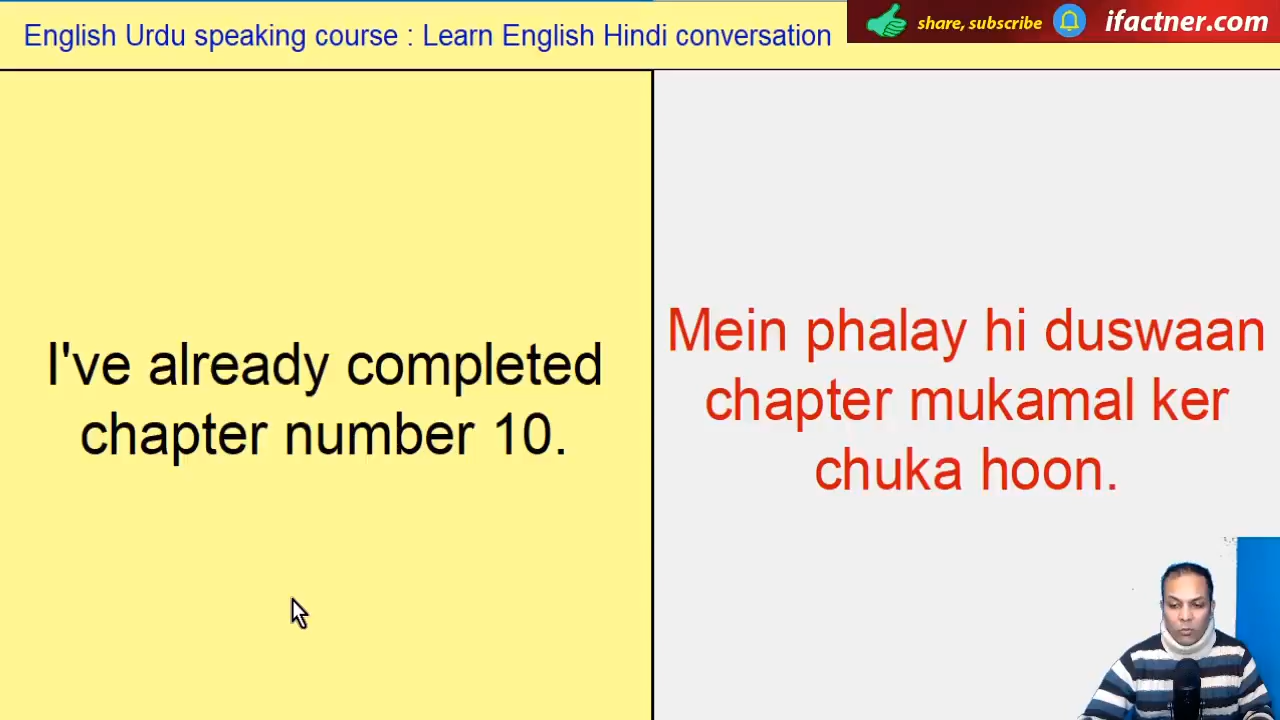 English Urdu speaking course : Learn English Hindi conversation
share, subscribe
ifactner.com
I've already completed
chapter number 10.
Mein phalay hi duswaan
chapter mukamal ker
chuka hoon.